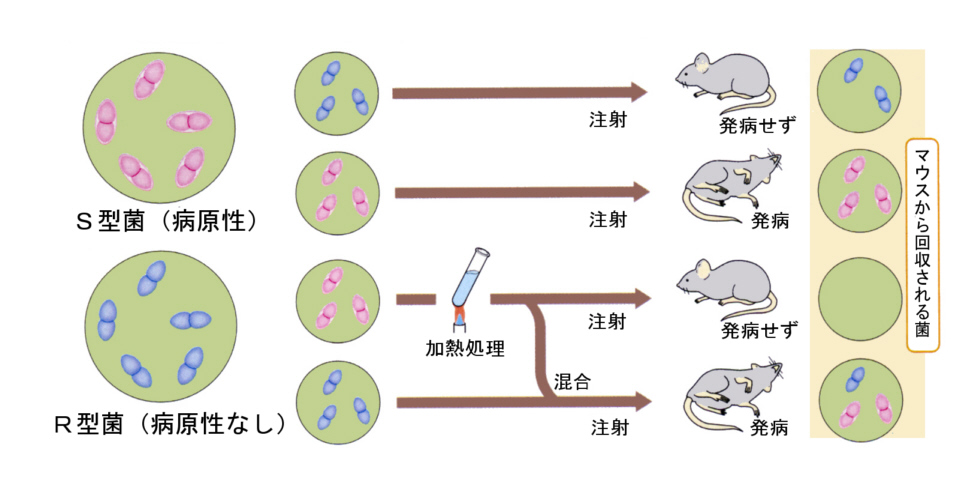 S型菌（病原性）
R型菌（病原性なし）
注射
発病せず
注射
発病
加熱処理
注射
発病せず
混合
注射
発病
マウスから回収される菌